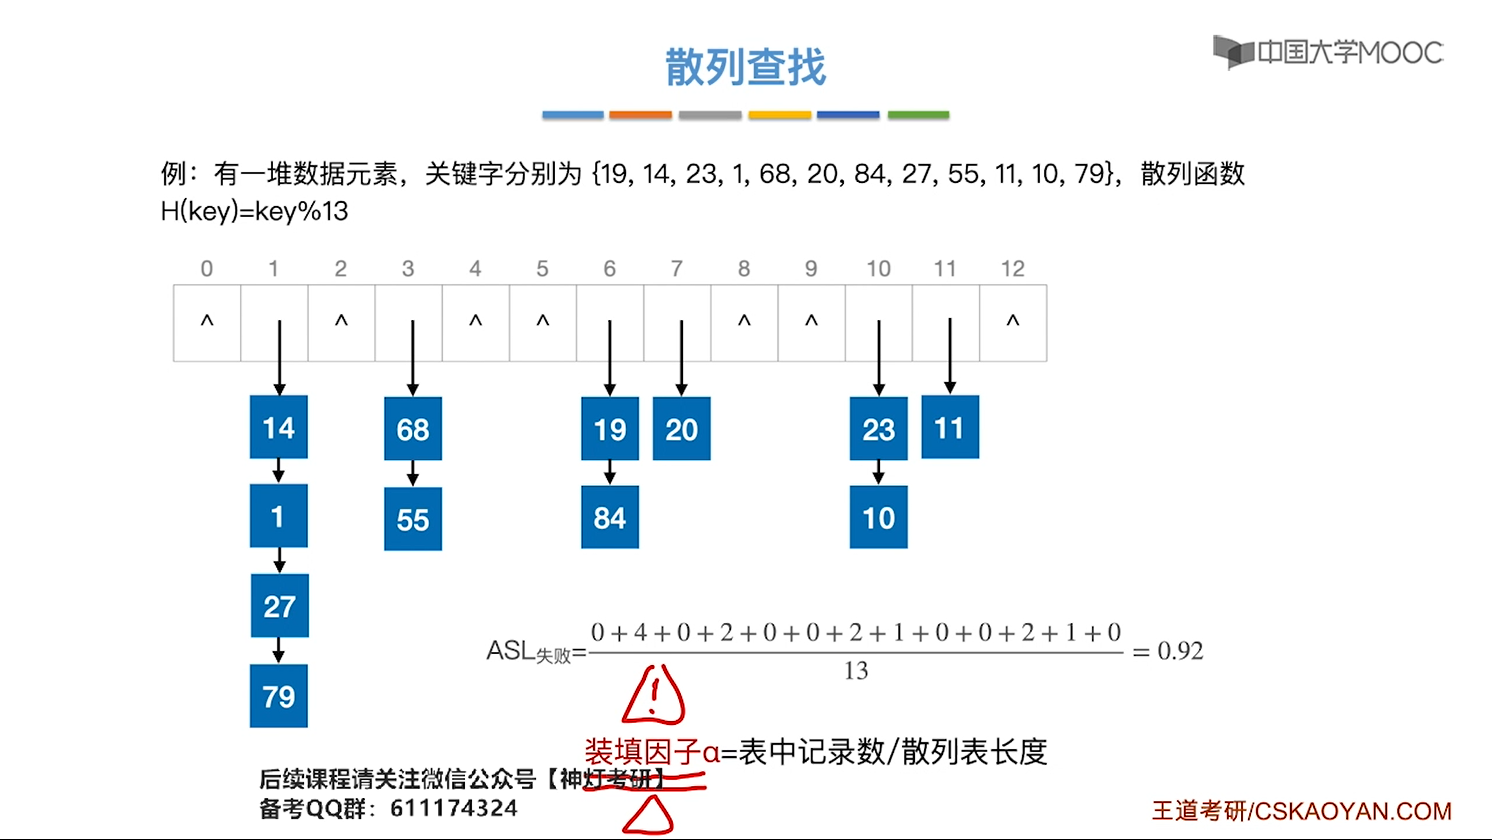 散列查找
中国大学MOOC
例：有一堆数据元素，关键字分别为 {19, 14, 23, 1, 68, 20, 84, 27, 55, 11, 10, 79}，散列函数
H(key)=key%13
0 1 2 3 4 5 6 7 8 9 10 11 12
^ ^ ^ ^ ^ ^ ^
14 68 19 20 23 11
1 55 84 10
27
79
0 + 4 + 0 + 2 + 0 + 0 + 2 + 1 + 0 + 0 + 2 + 1 + 0
ASL失败= = 0.92
13
!
装填因子α=表中记录数/散列表长度
后续课程请关注微信公众号【神灯考研】
备考QQ群：611174324
王道考研/CSKAOYAN.COM